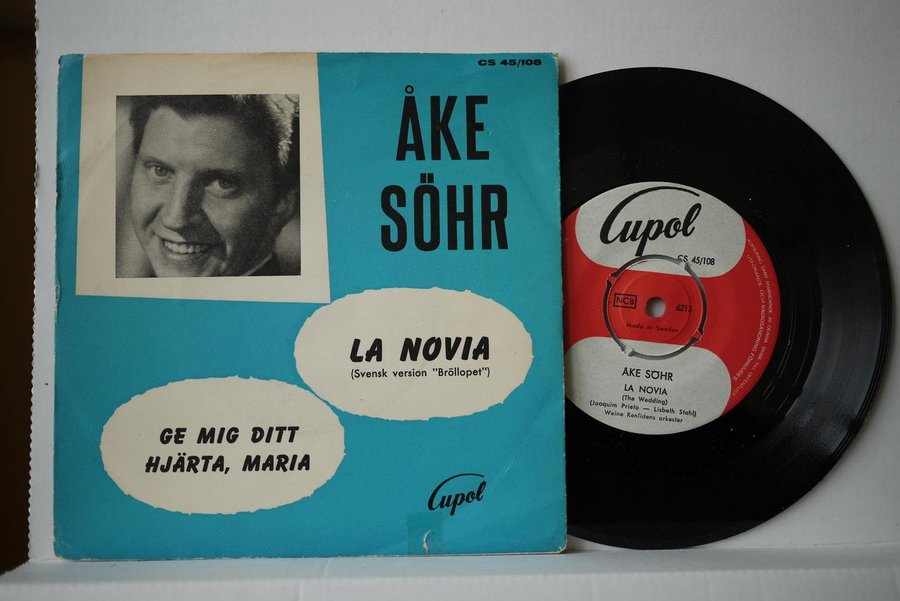 CS 45/108
ÅKE
SÖHR
LA NOVIA
(Svensk version "Bröllopet")
GE MIG DITT
HJÄRTA, MARIA
Cupol
Cupol
CS 45/108
NCB
6213
Made in Sweden
ÅKE SÖHR
LA NOVIA
(The Wedding)
(Joaquim Prieto — Lisbeth Stahl)
Weine Renlidens orkester